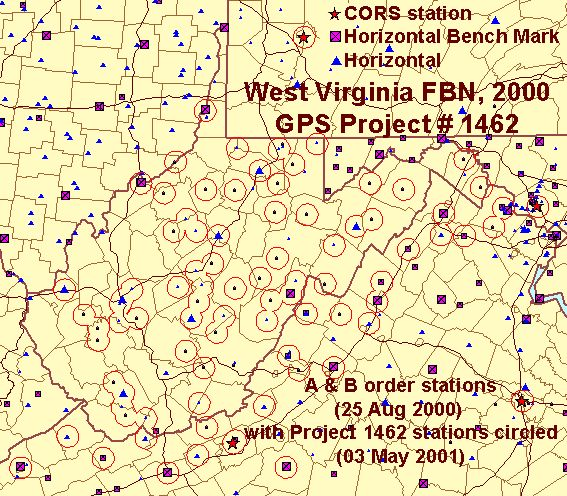 CORS station
Horizontal Bench Mark
Horizontal
West Virginia FBN, 2000
GPS Project # 1462
A & B order stations
(25 Aug 2000)
with Project 1462 stations circled
(03 May 2001)